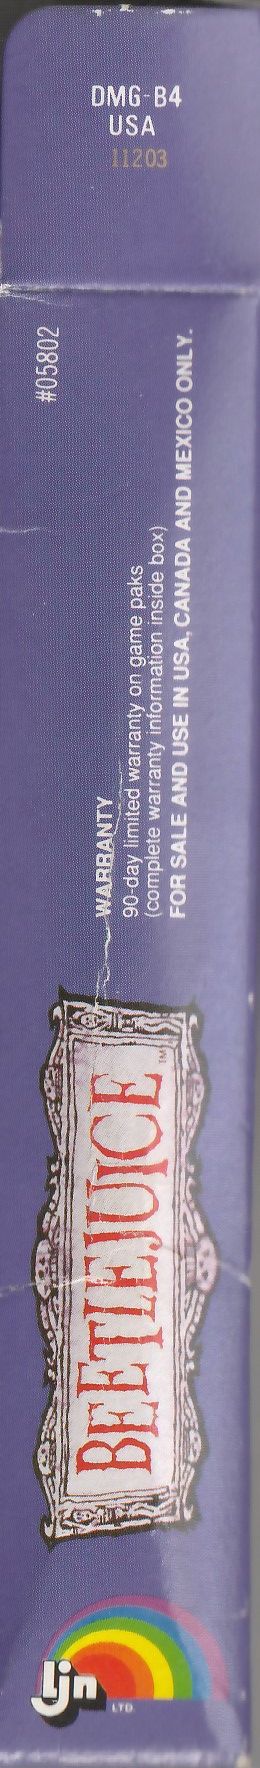 DMG-B4
USA
11203
#05802
WARRANTY
90-day limited warranty on game paks
(complete warranty information inside box)
FOR SALE AND USE IN USA, CANADA AND MEXICO ONLY.
BEETLEJUICE™
ljn
LTD.